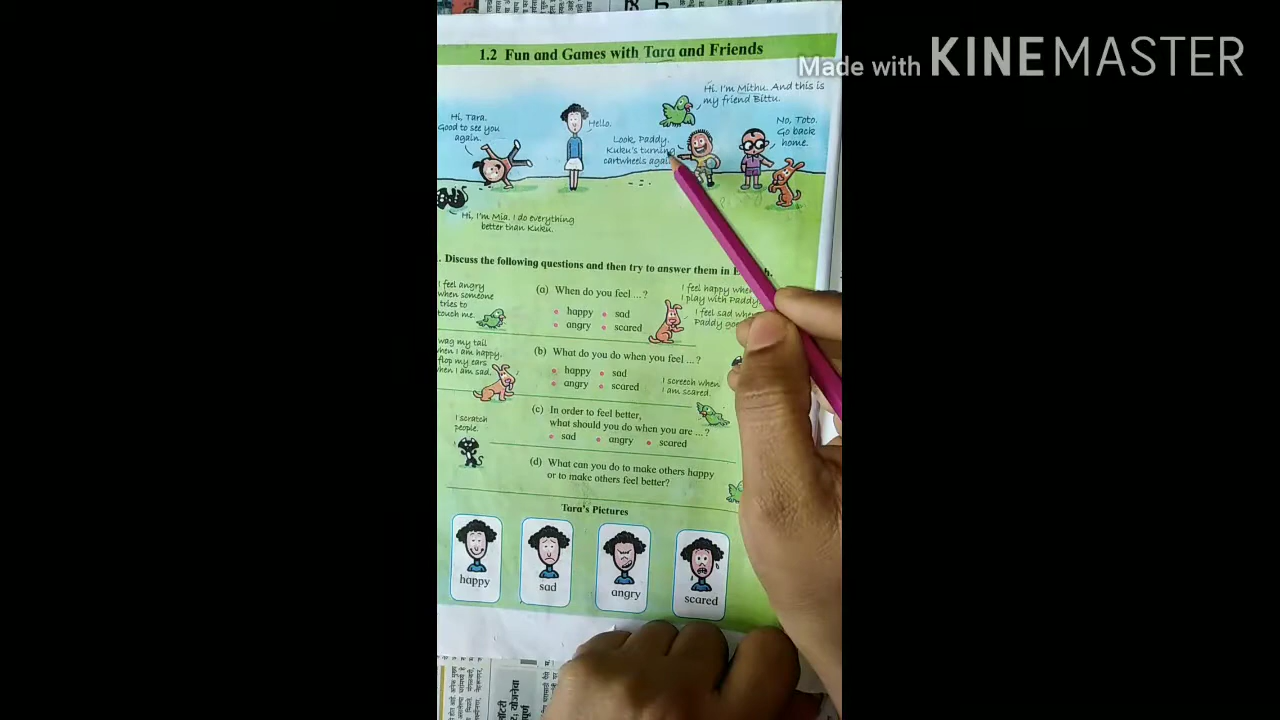 Made with KINEMASTER
1.2 Fun and Games with Tara and Friends
Hi, Tara.
Good to see you
again.
Hello.
Look, Paddy.
Kuku's turning
cartwheels again
Hi. I'm Mithu. And this is
my friend Bittu.
No, Toto.
Go back
home.
Hi, I'm Mia. I do everything
better than Kuku.
. Discuss the following questions and then try to answer them in
I feel angry
when someone
tries to
touch me.
(a) When do you feel ...?
happy sad
angry scared
I feel happy when
I play with Paddy.
I feel sad when
Paddy
wag my tail
when I am happy,
flop my ears
when I am sad.
(b) What do you do when you feel ...?
happy sad
angry scared
I screech when
I am scared.
(c) In order to feel better,
what should you do when you are ...?
sad angry scared
I scratch
people.
(d) What can you do to make others happy
or to make others feel better?
Tara's Pictures
happy
sad
angry
scared